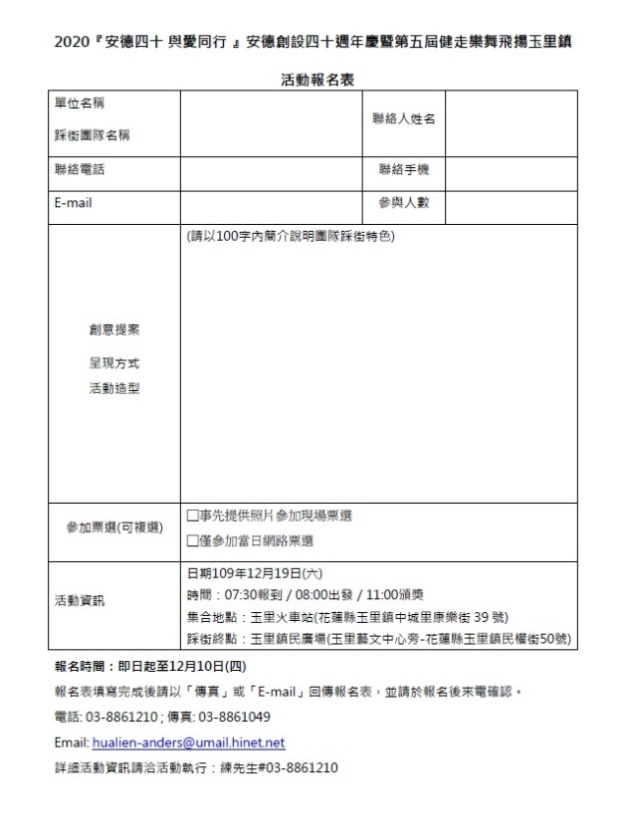 2020『安德四十 與愛同行 』安德創設四十週年慶暨第五屆健走樂舞飛揚玉里鎮
活動報名表
單位名稱
踩街團隊名稱
聯絡人姓名
聯絡電話
聯絡手機
E-mail
參與人數
創意提案
呈現方式
活動造型
(請以100字內簡介說明團隊踩街特色)
參加票選(可複選)
□事先提供照片參加現場票選
□僅參加當日網路票選
活動資訊
日期109年12月19日(六)
時間：07:30報到 / 08:00出發 / 11:00頒獎
集合地點：玉里火車站(花蓮縣玉里鎮中城里康樂街 39 號)
踩街終點：玉里鎮民廣場(玉里藝文中心旁-花蓮縣玉里鎮民權街50號)
報名時間：即日起至12月10日(四)
報名表填寫完成後請以「傳真」或「E-mail」回傳報名表，並請於報名後來電確認。
電話: 03-8861210 ; 傳真: 03-8861049
Email: hualien-anders@umail.hinet.net
詳細活動資訊請洽活動執行：練先生#03-8861210